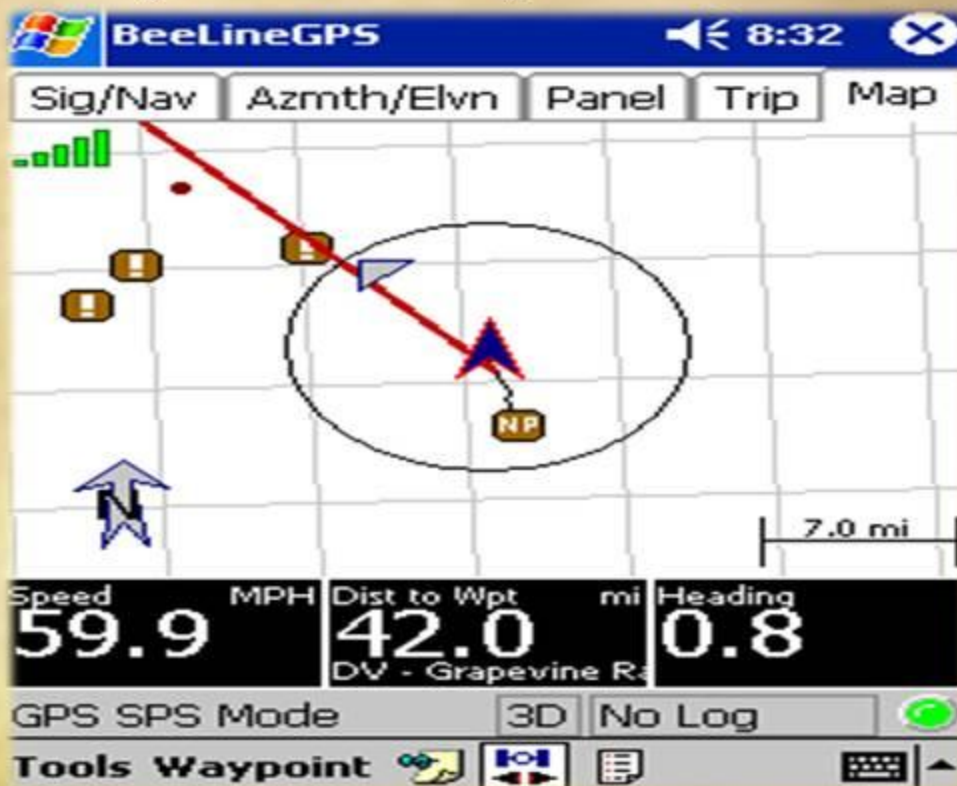 BeeLineGPS 8:32
Sig/Nav Azmth/Elvn Panel Trip Map
!
!
!
NP
N
7.0 mi
Speed MPH Dist to Wpt mi Heading
59.9 42.0 0.8
DV - Grapevine Ra
GPS SPS Mode 3D No Log
Tools Waypoint